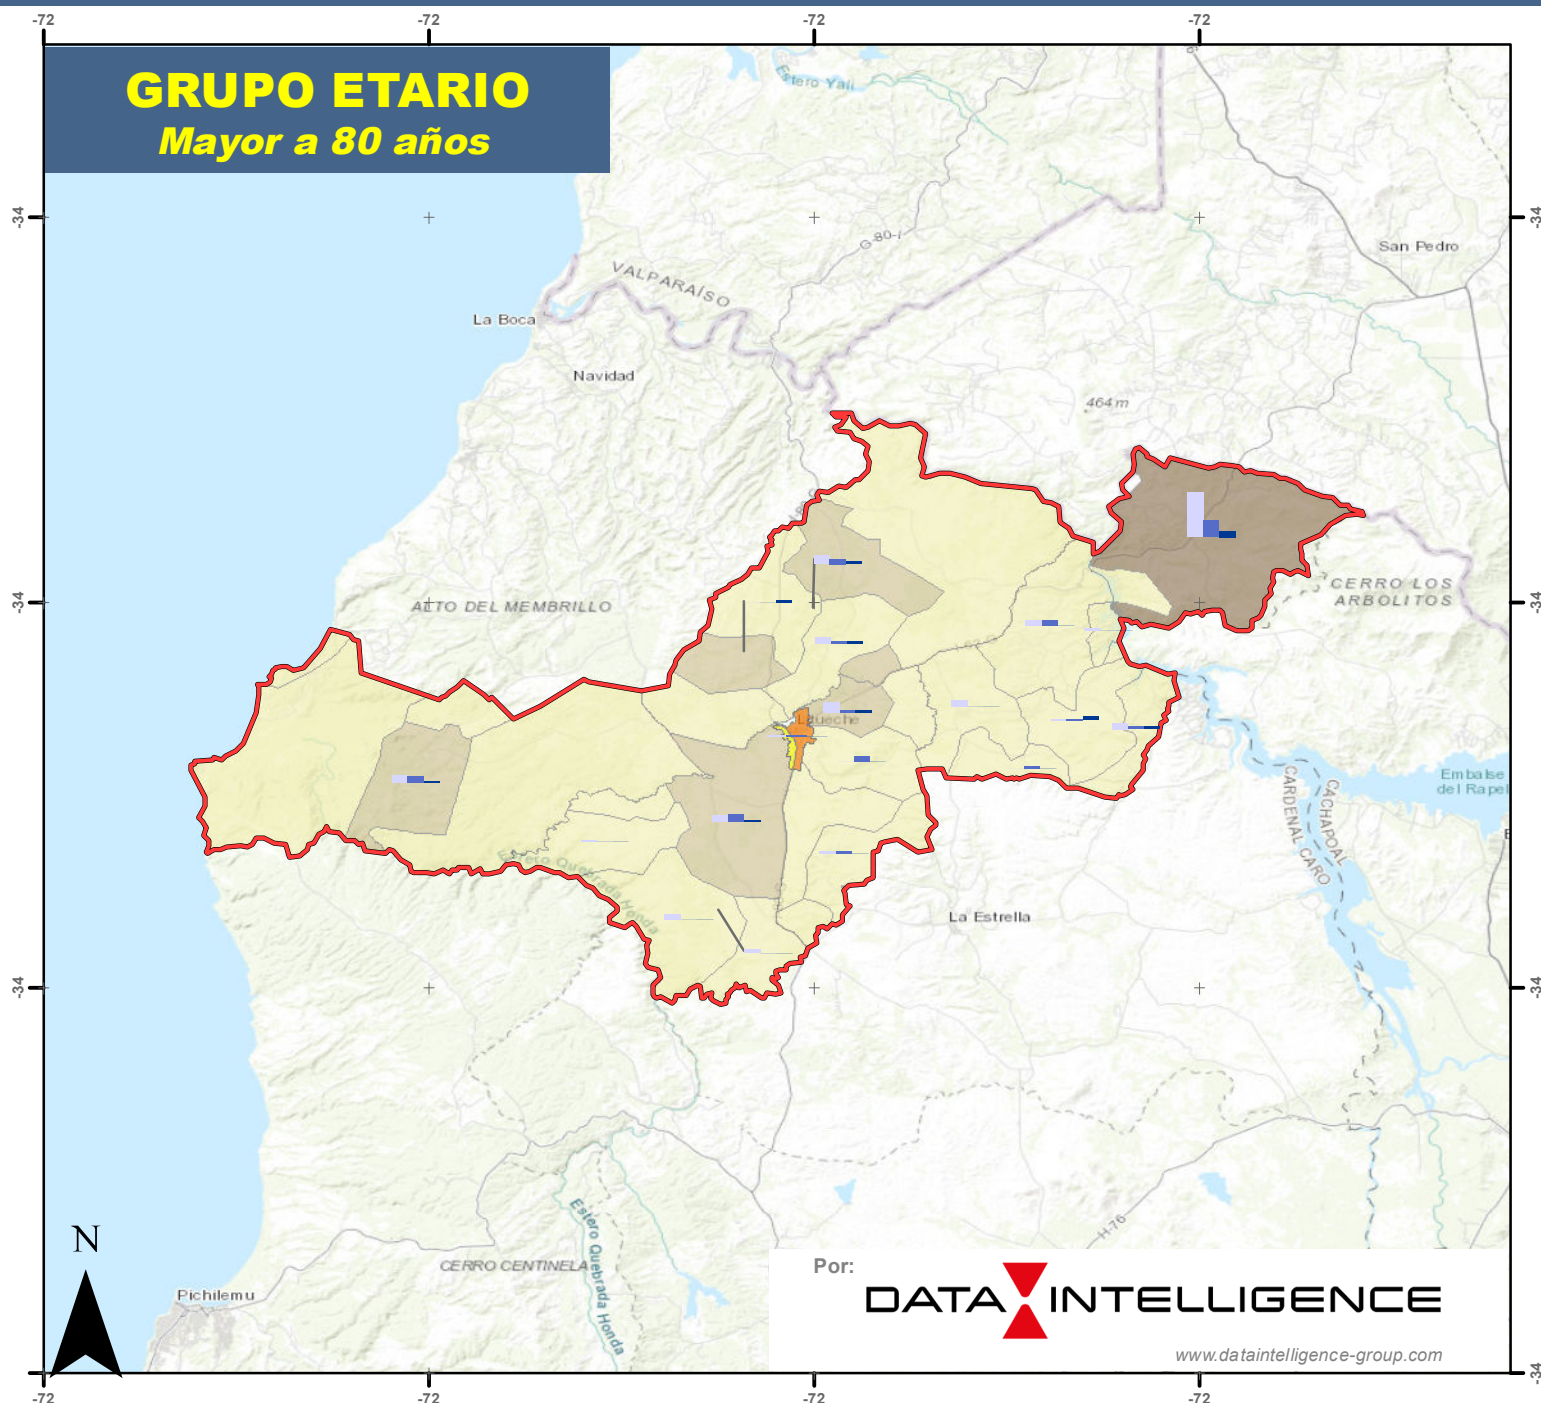 -72
-72
-72
-72
GRUPO ETARIO
Mayor a 80 años
Estero Yali
-34
-34
G-80-I
San Pedro
VALPARAÍSO
La Boca
Navidad
464 m
ALTO DEL MEMBRILLO
CERRO LOS
ARBOLITOS
-34
-34
Litueche
Embalse
del Rapel
CACHAPOAL
CARDENAL CARO
Estero Quebrada Honda
La Estrella
-34
-34
Estero Quebrada Honda
H-76
N
CERRO CENTINELA
Pichilemu
Por:
DATA INTELLIGENCE
www.dataintelligence-group.com
-34
-34
-72
-72
-72
-72